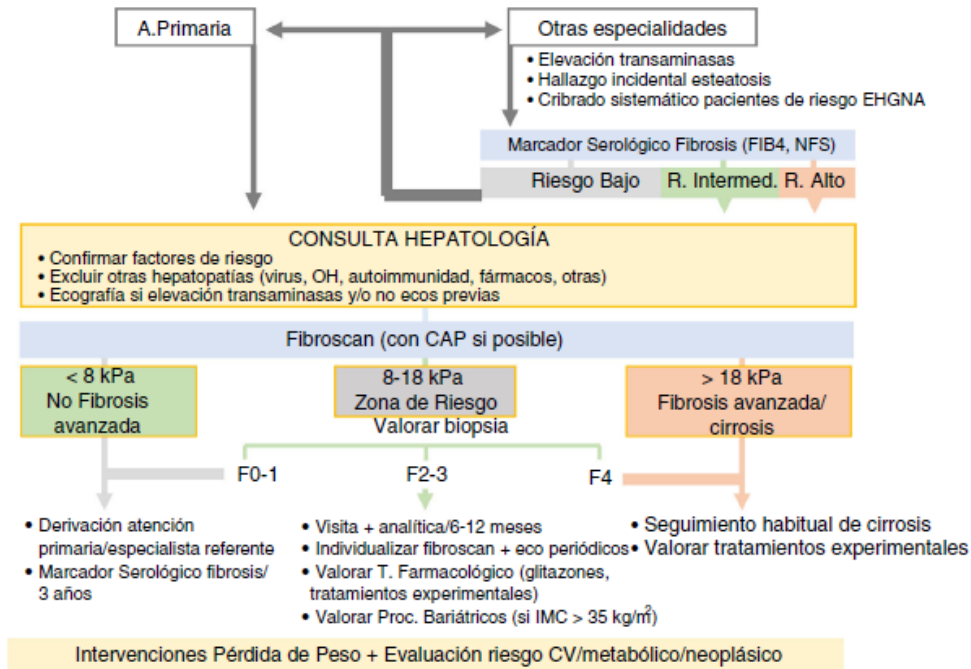 A.Primaria
Otras especialidades
• Elevación transaminasas
• Hallazgo incidental esteatosis
• Cribrado sistemático pacientes de riesgo EHGNA
Marcador Serológico Fibrosis (FIB4, NFS)
Riesgo Bajo
R. Intermed.
R. Alto
CONSULTA HEPATOLOGÍA
• Confirmar factores de riesgo
• Excluir otras hepatopatías (virus, OH, autoimmunidad, fármacos, otras)
• Ecografía si elevación transaminasas y/o no ecos previas
Fibroscan (con CAP si posible)
< 8 kPa
No Fibrosis
avanzada
8-18 kPa
Zona de Riesgo
Valorar biopsia
> 18 kPa
Fibrosis avanzada/
cirrosis
F0-1
F2-3
F4
• Derivación atención
primaria/especialista referente
• Marcador Serológico fibrosis/
3 años
• Visita + analítica/6-12 meses
• Individualizar fibroscan + eco periódicos
• Valorar T. Farmacológico (glitazones,
tratamientos experimentales)
• Valorar Proc. Bariátricos (si IMC > 35 kg/m²)
• Seguimiento habitual de cirrosis
• Valorar tratamientos experimentales
Intervenciones Pérdida de Peso + Evaluación riesgo CV/metabólico/neoplásico